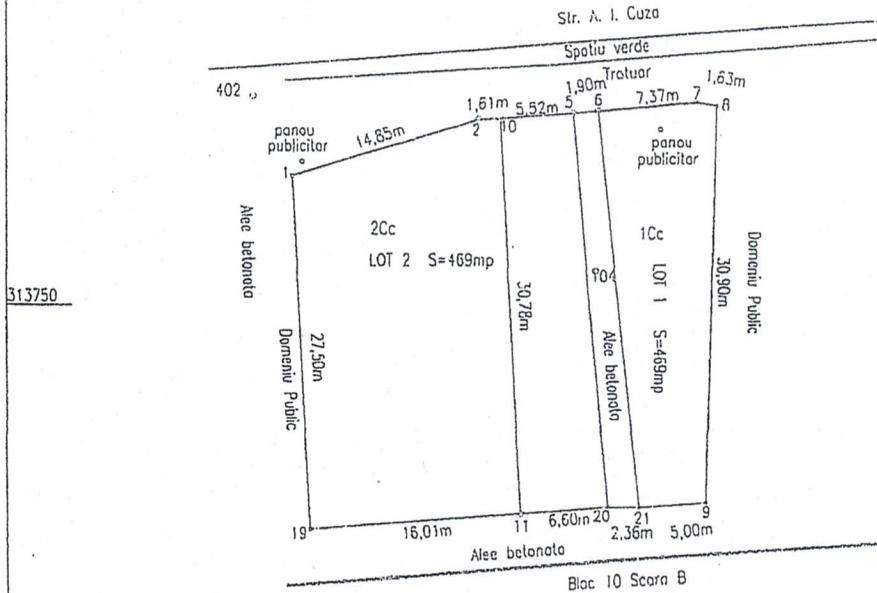 Str. A. I. Cuza
Spatiu verde
Trotuar
402
1,61m
5,52m
1,90m
5
6
7,37m
7
1,63m
8
2
10
14,85m
panou
publicitar
1
panou
publicitar
Alee betonata
2Cc
LOT 2 S=469mp
1Cc
LOT 1 S=469mp
Domeniu Public
30,90m
30,78m
313750
27,50m
Domeniu Public
Alee betonata
19
16,01m
11
6,60m
20
21
2,36m
5,00m
9
Alee betonata
Bloc 10 Scara B